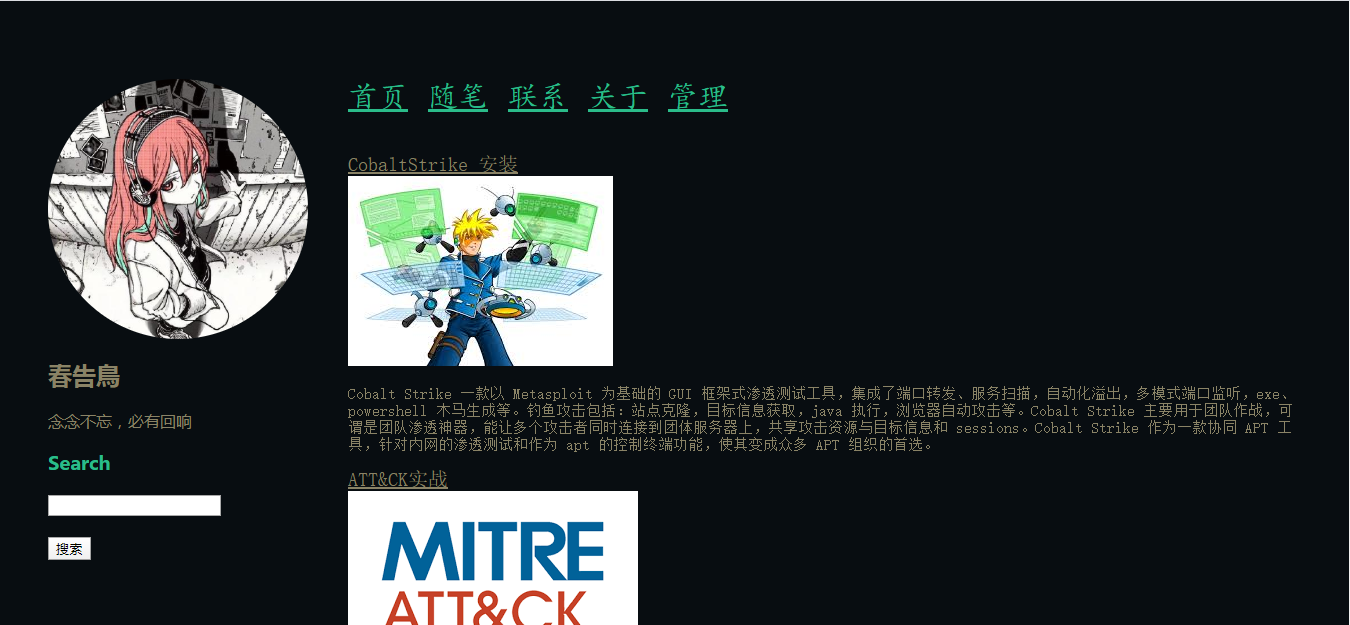 首页 随笔 联系 关于 管理
CobaltStrike 安装
Cobalt Strike 一款以 Metasploit 为基础的 GUI 框架式渗透测试工具，集成了端口转发、服务扫描，自动化溢出，多模式端口监听，exe、
powershell 木马生成等。钓鱼攻击包括：站点克隆，目标信息获取，java 执行，浏览器自动攻击等。Cobalt Strike 主要用于团队作战，可
谓是团队渗透神器，能让多个攻击者同时连接到团体服务器上，共享攻击资源与目标信息和 sessions。Cobalt Strike 作为一款协同 APT 工
具，针对内网的渗透测试和作为 apt 的控制终端功能，使其变成众多 APT 组织的首选。
ATT&CK实战
MITRE
ATT&CK
春告鳥
念念不忘，必有回响
Search
搜索